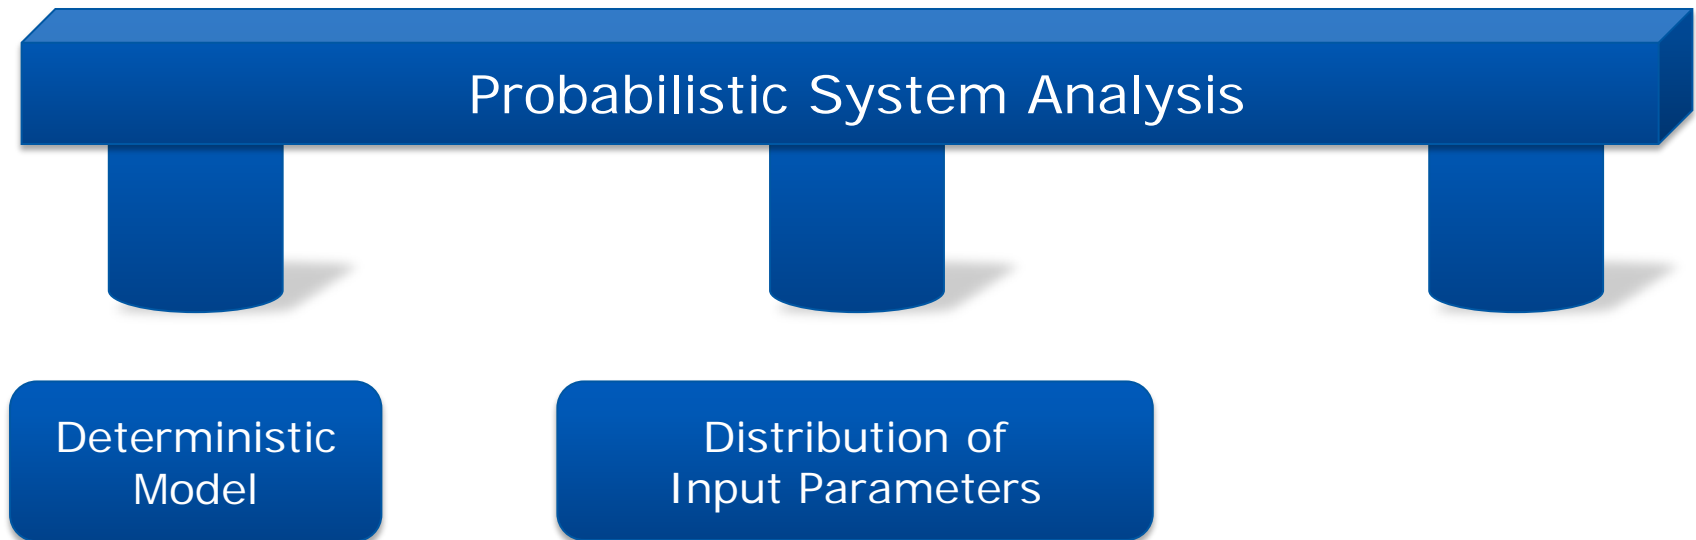 Probabilistic System Analysis
Deterministic
Model
Distribution of
Input Parameters